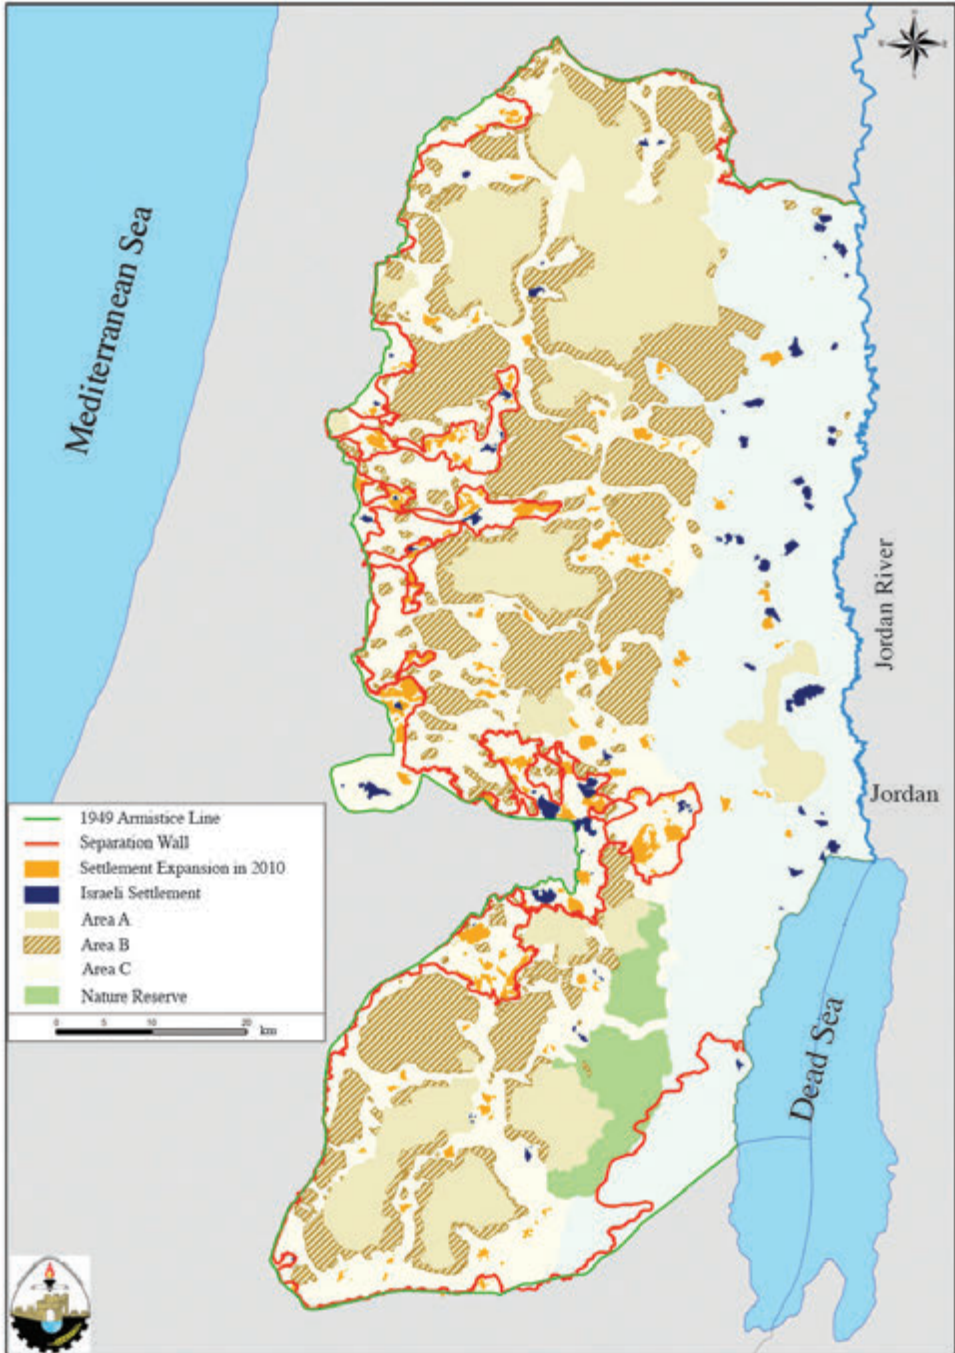 Mediterranean Sea
Jordan River
Jordan
Dead Sea
1949 Armistice Line
Separation Wall
Settlement Expansion in 2010
Israeli Settlement
Area A
Area B
Area C
Nature Reserve
0 5 10 20 km